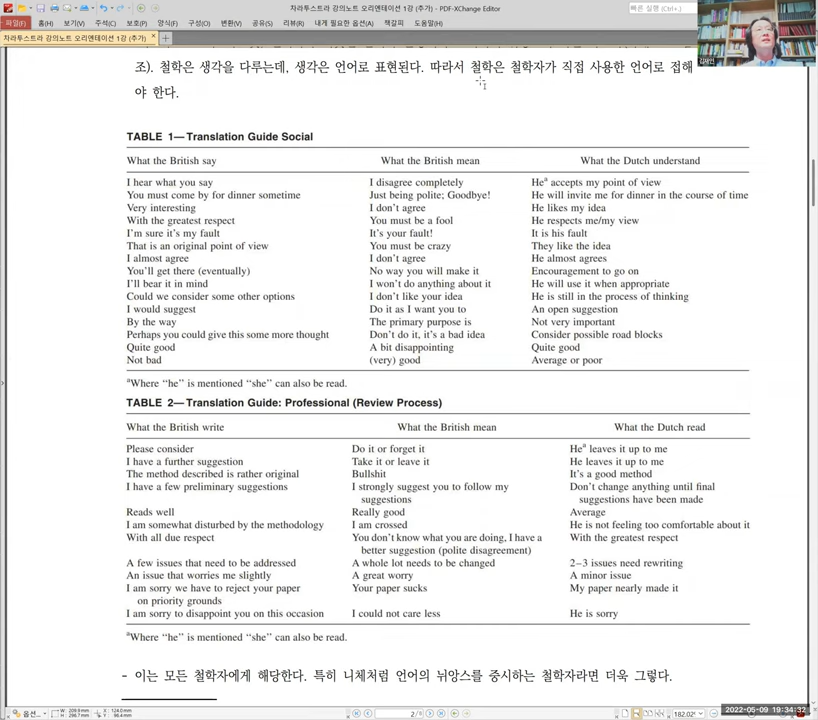 차라투스트라 강의노트 오리엔테이션 1강 (추가) - PDF-XChange Editor
빠른 실행 (Ctrl+.)
파일(F) 홈(H) 보기(V) 주석(C) 보호(P) 양식(F) 구성(O) 변환(V) 공유(S) 리뷰(R) 내게 필요한 옵션(A) 책갈피 도움말(H)
차라투스트라 강의노트 오리엔테이션 1강 (추가)
김재인
조). 철학은 생각을 다루는데, 생각은 언어로 표현된다. 따라서 철학은 철학자가 직접 사용한 언어로 접해
야 한다.
TABLE 1—Translation Guide Social
What the British say What the British mean What the Dutch understand
I hear what you say I disagree completely Heᵃ accepts my point of view
You must come by for dinner sometime Just being polite; Goodbye! He will invite me for dinner in the course of time
Very interesting I don't agree He likes my idea
With the greatest respect You must be a fool He respects me/my view
I'm sure it's my fault It's your fault! It is his fault
That is an original point of view You must be crazy They like the idea
I almost agree I don't agree He almost agrees
You'll get there (eventually) No way you will make it Encouragement to go on
I'll bear it in mind I won't do anything about it He will use it when appropriate
Could we consider some other options I don't like your idea He is still in the process of thinking
I would suggest Do it as I want you to An open suggestion
By the way The primary purpose is Not very important
Perhaps you could give this some more thought Don't do it, it's a bad idea Consider possible road blocks
Quite good A bit disappointing Quite good
Not bad (very) good Average or poor
ᵃWhere "he" is mentioned "she" can also be read.
TABLE 2—Translation Guide: Professional (Review Process)
What the British write What the British mean What the Dutch read
Please consider Do it or forget it Heᵃ leaves it up to me
I have a further suggestion Take it or leave it He leaves it up to me
The method described is rather original Bullshit It's a good method
I have a few preliminary suggestions I strongly suggest you to follow my Don't change anything until final
suggestions suggestions have been made
Reads well Really good Average
I am somewhat disturbed by the methodology I am crossed He is not feeling too comfortable about it
With all due respect You don't know what you are doing, I have a With the greatest respect
better suggestion (polite disagreement)
A few issues that need to be addressed A whole lot needs to be changed 2–3 issues need rewriting
An issue that worries me slightly A great worry A minor issue
I am sorry we have to reject your paper Your paper sucks My paper nearly made it
on priority grounds
I am sorry to disappoint you on this occasion I could not care less He is sorry
ᵃWhere "he" is mentioned "she" can also be read.
- 이는 모든 철학자에게 해당한다. 특히 니체처럼 언어의 뉘앙스를 중시하는 철학자라면 더욱 그렇다.
옵션...
W: 209.9mm X: 124.0mm
H: 296.7mm Y: 96.4mm
182.02%
2022-05-09 19:34:32